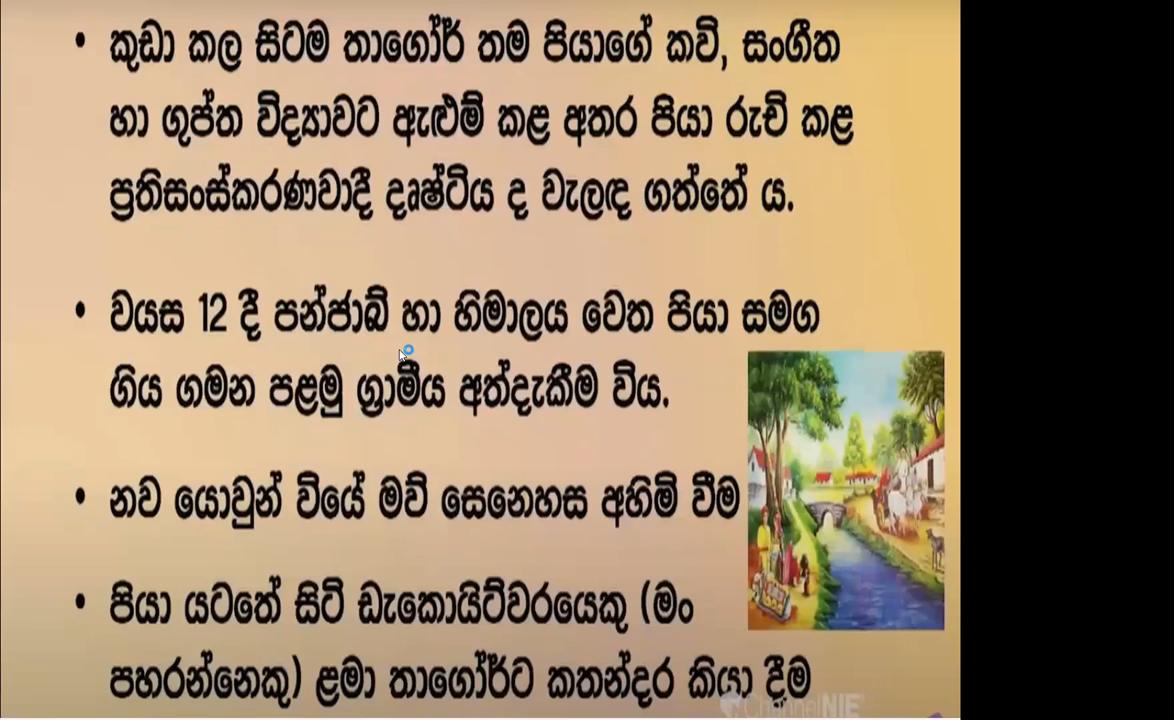 • කුඩා කල සිටම තාගෝර් තම පියාගේ කවි, සංගීත
හා ගුප්ත විද්‍යාවට ඇළුම් කළ අතර පියා රුචි කළ
ප්‍රතිසංස්කරණවාදී දෘෂ්ටිය ද වැලඳ ගත්තේ ය.
• වයස 12 දී පන්ජාබ් හා හිමාලය වෙත පියා සමග
ගිය ගමන පළමු ග්‍රාමීය අත්දැකීම විය.
• නව යොවුන් වියේ මව් සෙනෙහස අහිමි වීම
• පියා යටතේ සිටි ඩැකොයිට්වරයෙකු (මං
පහරන්නෙකු) ළමා තාගෝර්ට කතන්දර කියා දීම
ChannelNIE